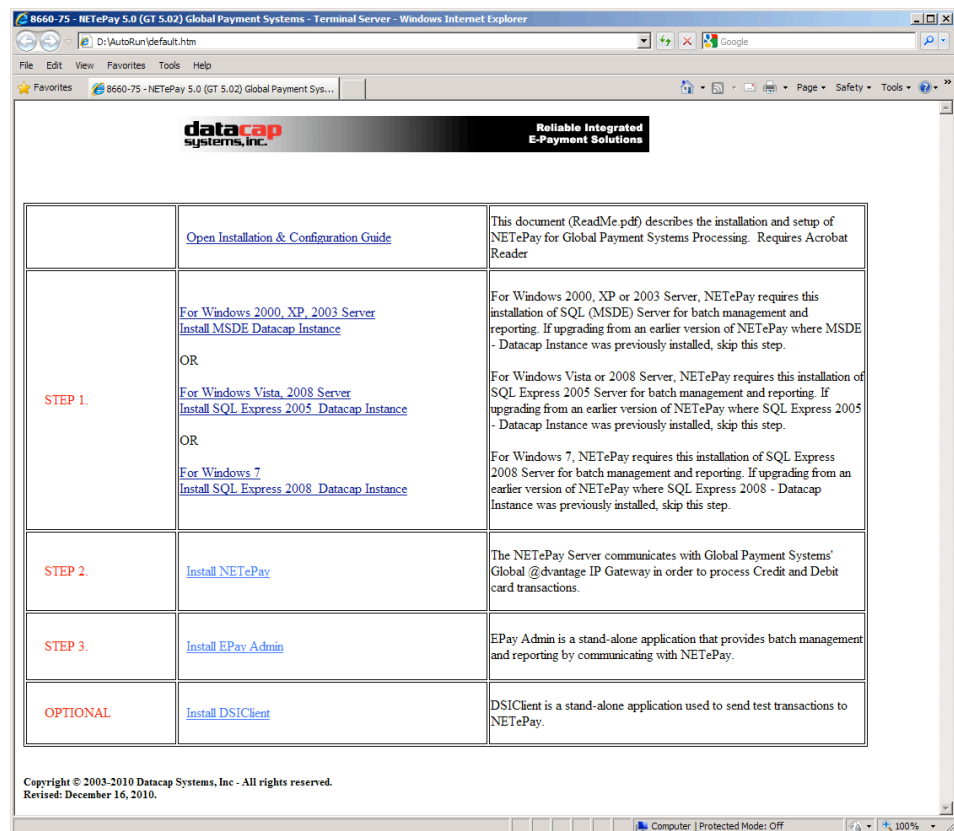 8660-75 - NETePay 5.0 (GT 5.02) Global Payment Systems - Terminal Server - Windows Internet Explorer
D:\AutoRun\default.htm
Google
File Edit View Favorites Tools Help
Favorites
8660-75 - NETePay 5.0 (GT 5.02) Global Payment Sys...
Page Safety Tools
datacap
systems, inc.
Reliable Integrated
E-Payment Solutions
Open Installation & Configuration Guide
This document (ReadMe.pdf) describes the installation and setup of
NETePay for Global Payment Systems Processing. Requires Acrobat
Reader
STEP 1.
For Windows 2000, XP, 2003 Server
Install MSDE Datacap Instance
OR
For Windows Vista, 2008 Server
Install SQL Express 2005 Datacap Instance
OR
For Windows 7
Install SQL Express 2008 Datacap Instance
For Windows 2000, XP or 2003 Server, NETePay requires this
installation of SQL (MSDE) Server for batch management and
reporting. If upgrading from an earlier version of NETePay where MSDE
- Datacap Instance was previously installed, skip this step.
For Windows Vista or 2008 Server, NETePay requires this installation of
SQL Express 2005 Server for batch management and reporting. If
upgrading from an earlier version of NETePay where SQL Express 2005
- Datacap Instance was previously installed, skip this step.
For Windows 7, NETePay requires this installation of SQL Express
2008 Server for batch management and reporting. If upgrading from an
earlier version of NETePay where SQL Express 2008 - Datacap
Instance was previously installed, skip this step.
STEP 2.
Install NETePay
The NETePay Server communicates with Global Payment Systems'
Global @dvantage IP Gateway in order to process Credit and Debit
card transactions.
STEP 3.
Install EPay Admin
EPay Admin is a stand-alone application that provides batch management
and reporting by communicating with NETePay.
OPTIONAL
Install DSIClient
DSIClient is a stand-alone application used to send test transactions to
NETePay.
Copyright © 2003-2010 Datacap Systems, Inc - All rights reserved.
Revised: December 16, 2010.
Computer | Protected Mode: Off
100%